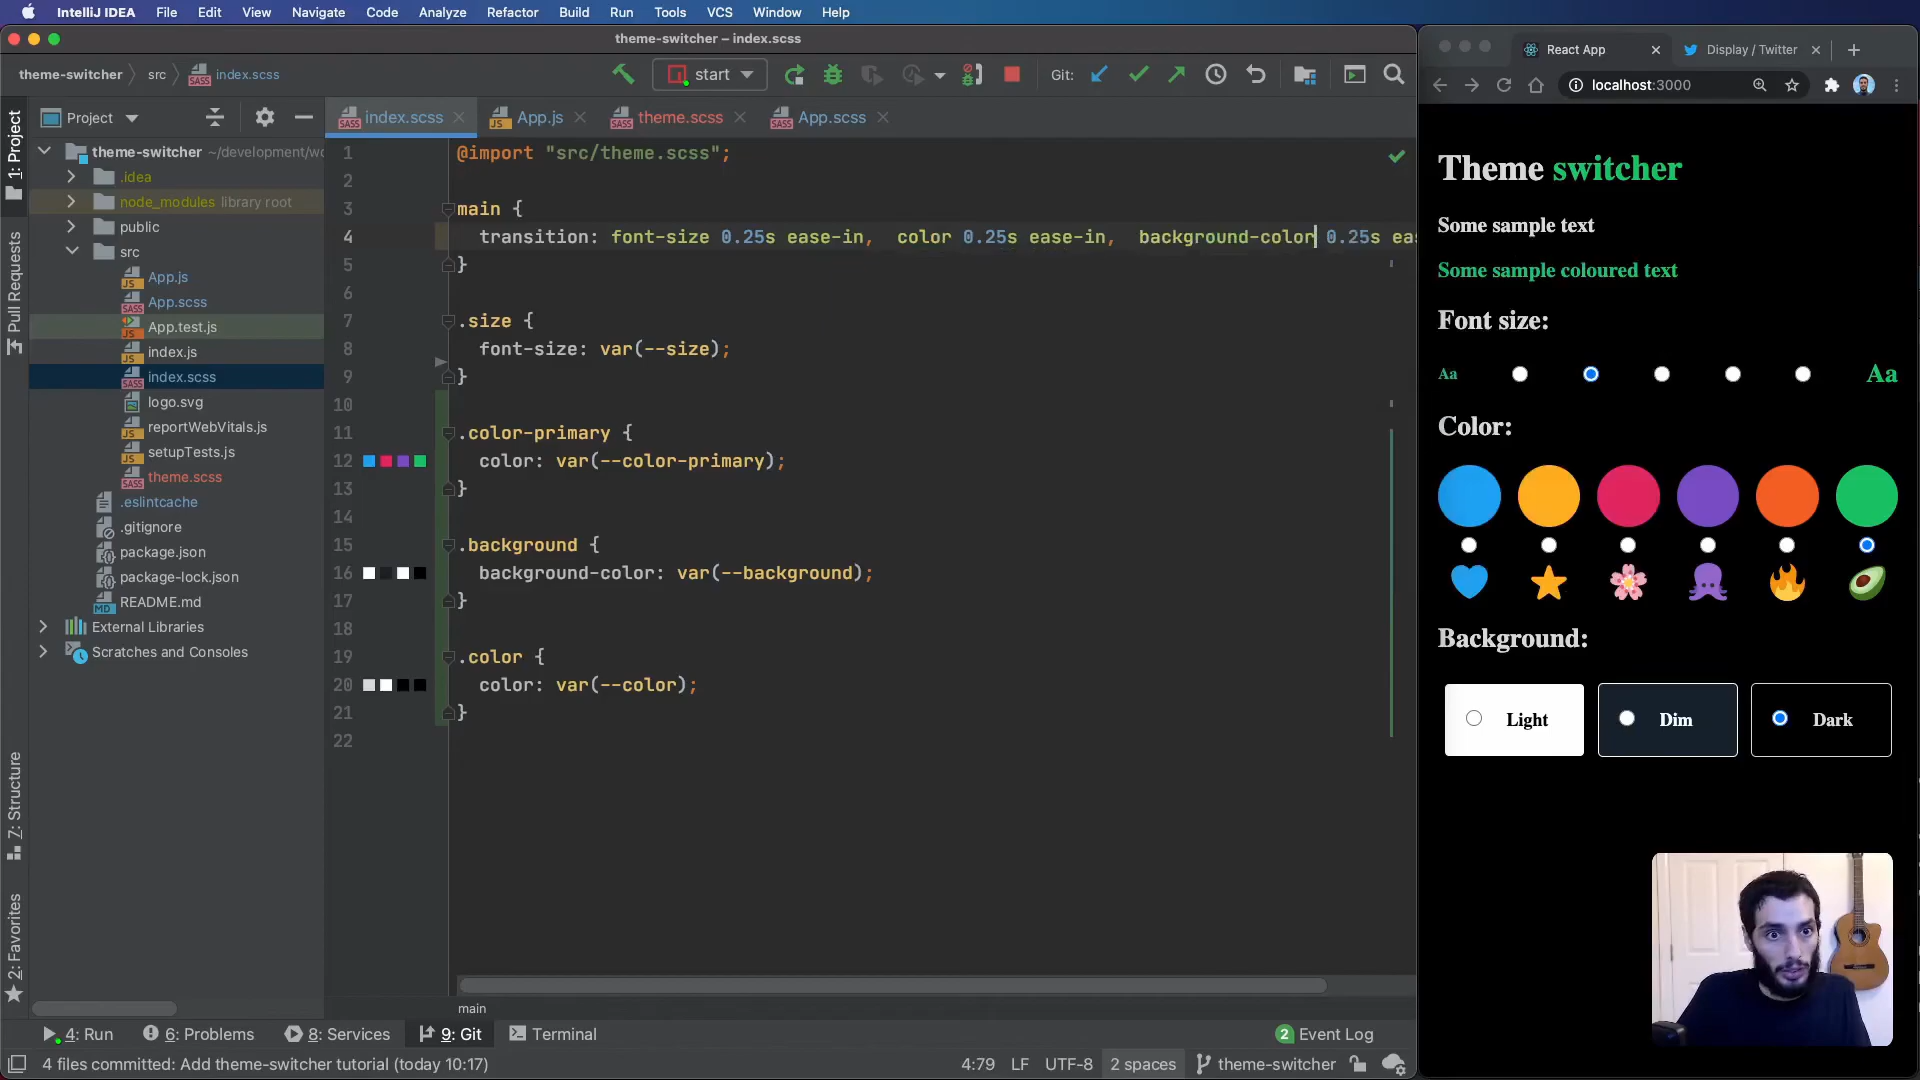 IntelliJ IDEA File Edit View Navigate Code Analyze Refactor Build Run Tools VCS Window Help
theme-switcher – index.scss
theme-switcher src index.scss
start
Git:
Project
index.scss
App.js
theme.scss
App.scss
1: Project
Pull Requests
7: Structure
2: Favorites
theme-switcher ~/development/wo
.idea
node_modules library root
public
src
App.js
App.scss
App.test.js
index.js
index.scss
logo.svg
reportWebVitals.js
setupTests.js
theme.scss
.eslintcache
.gitignore
package.json
package-lock.json
README.md
External Libraries
Scratches and Consoles
1 @import "src/theme.scss";
2
3 main {
4 transition: font-size 0.25s ease-in, color 0.25s ease-in, background-color 0.25s eas
5 }
6
7 .size {
8 font-size: var(--size);
9 }
10
11 .color-primary {
12 color: var(--color-primary);
13 }
14
15 .background {
16 background-color: var(--background);
17 }
18
19 .color {
20 color: var(--color);
21 }
22
main
4: Run 6: Problems 8: Services 9: Git Terminal
2 Event Log
4 files committed: Add theme-switcher tutorial (today 10:17)
4:79 LF UTF-8 2 spaces theme-switcher
React App
Display / Twitter
localhost:3000
Theme switcher
Some sample text
Some sample coloured text
Font size:
Aa Aa
Color:
Background:
Light Dim Dark